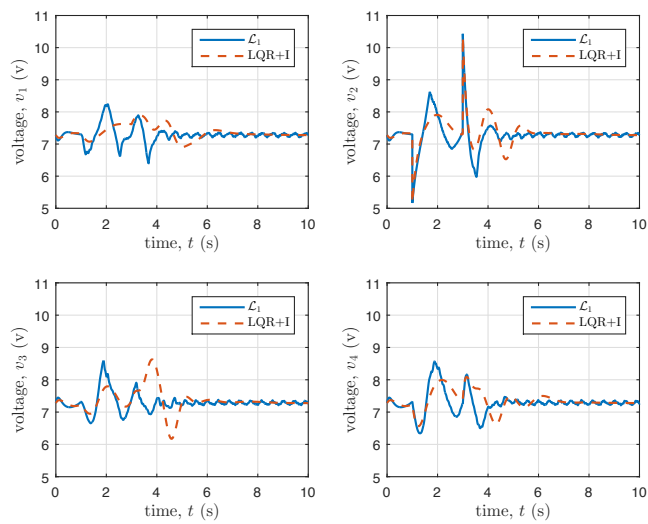 11
10
9
8
7
6
5
voltage, v₁ (v)
ℒ₁
LQR+I
0 2 4 6 8 10
time, t (s)
11
10
9
8
7
6
5
voltage, v₂ (v)
ℒ₁
LQR+I
0 2 4 6 8 10
time, t (s)
11
10
9
8
7
6
5
voltage, v₃ (v)
ℒ₁
LQR+I
0 2 4 6 8 10
time, t (s)
11
10
9
8
7
6
5
voltage, v₄ (v)
ℒ₁
LQR+I
0 2 4 6 8 10
time, t (s)